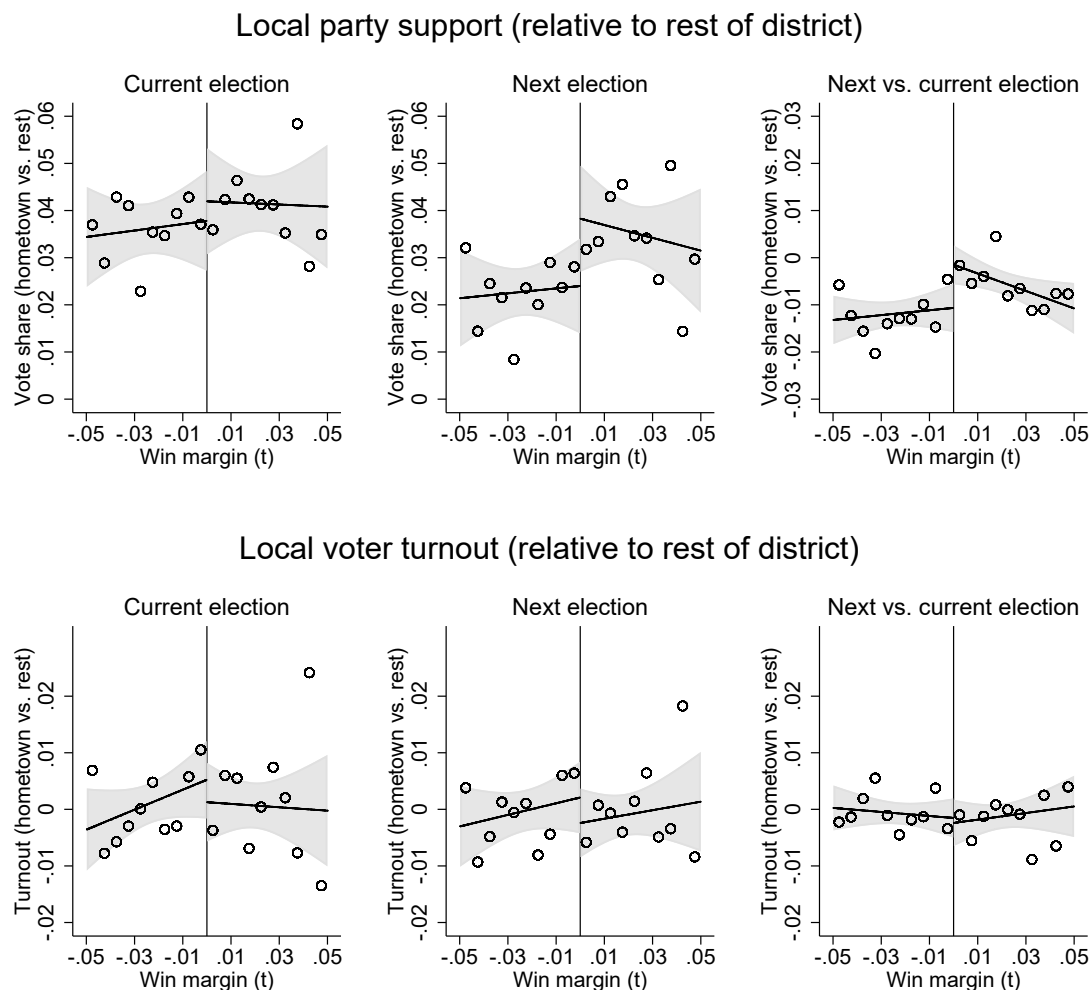 Local party support (relative to rest of district)
Current election
Next election
Next vs. current election
Vote share (hometown vs. rest)
0 .01 .02 .03 .04 .05 .06
-.05 -.03 -.01 .01 .03 .05
Win margin (t)
Vote share (hometown vs. rest)
0 .01 .02 .03 .04 .05 .06
-.05 -.03 -.01 .01 .03 .05
Win margin (t)
Vote share (hometown vs. rest)
-.03 -.02 -.01 0 .01 .02 .03
-.05 -.03 -.01 .01 .03 .05
Win margin (t)
Local voter turnout (relative to rest of district)
Current election
Next election
Next vs. current election
Turnout (hometown vs. rest)
-.02 -.01 0 .01 .02
-.05 -.03 -.01 .01 .03 .05
Win margin (t)
Turnout (hometown vs. rest)
-.02 -.01 0 .01 .02
-.05 -.03 -.01 .01 .03 .05
Win margin (t)
Turnout (hometown vs. rest)
-.02 -.01 0 .01 .02
-.05 -.03 -.01 .01 .03 .05
Win margin (t)